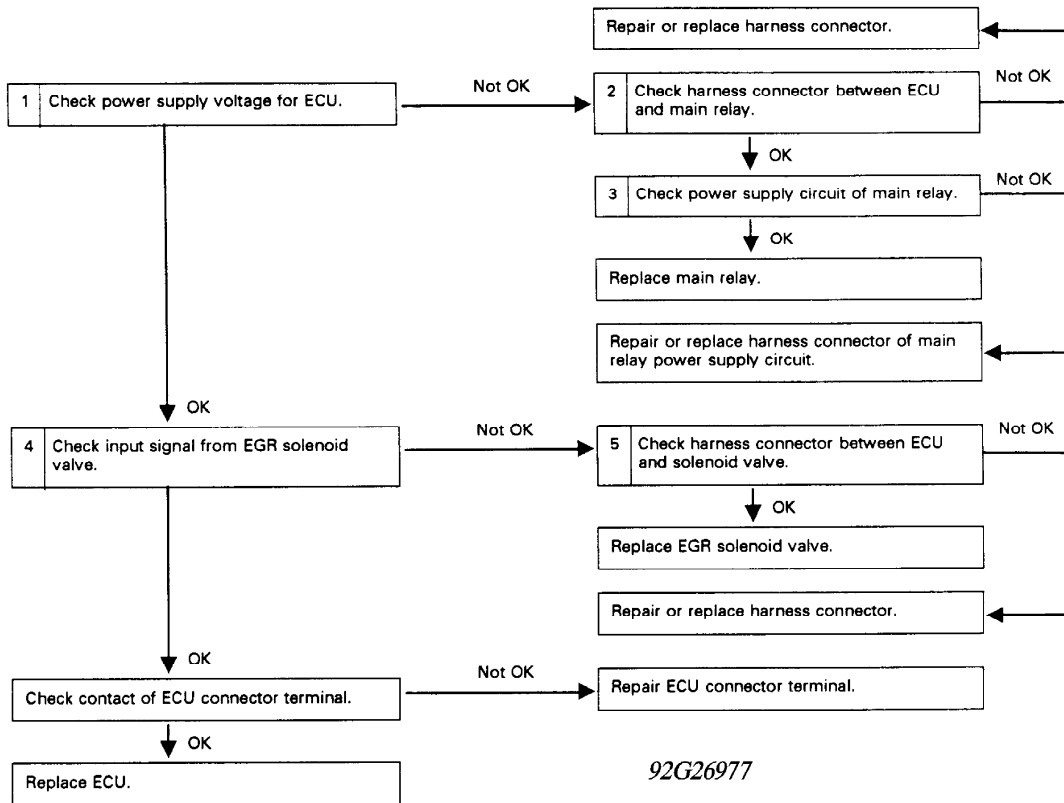 Repair or replace harness connector.
Not OK
Not OK
1 Check power supply voltage for ECU.
2 Check harness connector between ECU
and main relay.
OK
Not OK
3 Check power supply circuit of main relay.
OK
Replace main relay.
Repair or replace harness connector of main
relay power supply circuit.
OK
Not OK
Not OK
4 Check input signal from EGR solenoid
valve.
5 Check harness connector between ECU
and solenoid valve.
OK
Replace EGR solenoid valve.
Repair or replace harness connector.
OK
Not OK
Check contact of ECU connector terminal.
Repair ECU connector terminal.
OK
Replace ECU.
92G26977